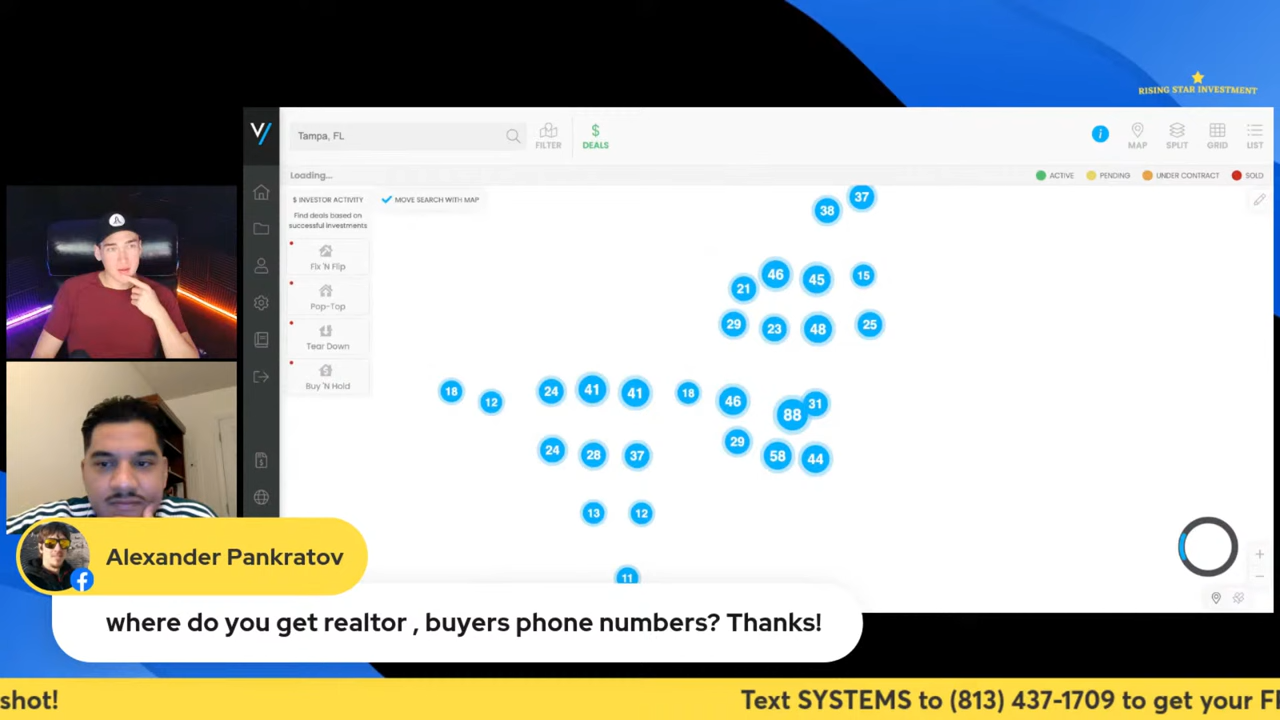 RISING STAR INVESTMENT
Tampa, FL
FILTER
$
DEALS
i
MAP
SPLIT
GRID
LIST
Loading...
ACTIVE
PENDING
UNDER CONTRACT
SOLD
$ INVESTOR ACTIVITY
Find deals based on
successful investments
MOVE SEARCH WITH MAP
Fix 'N Flip
Pop-Top
Tear Down
Buy 'N Hold
38
37
46
45
15
21
29
23
48
25
18
12
24
41
41
18
46
88
31
24
28
37
29
58
44
13
12
11
Alexander Pankratov
where do you get realtor , buyers phone numbers? Thanks!
shot!
Text SYSTEMS to (813) 437-1709 to get your